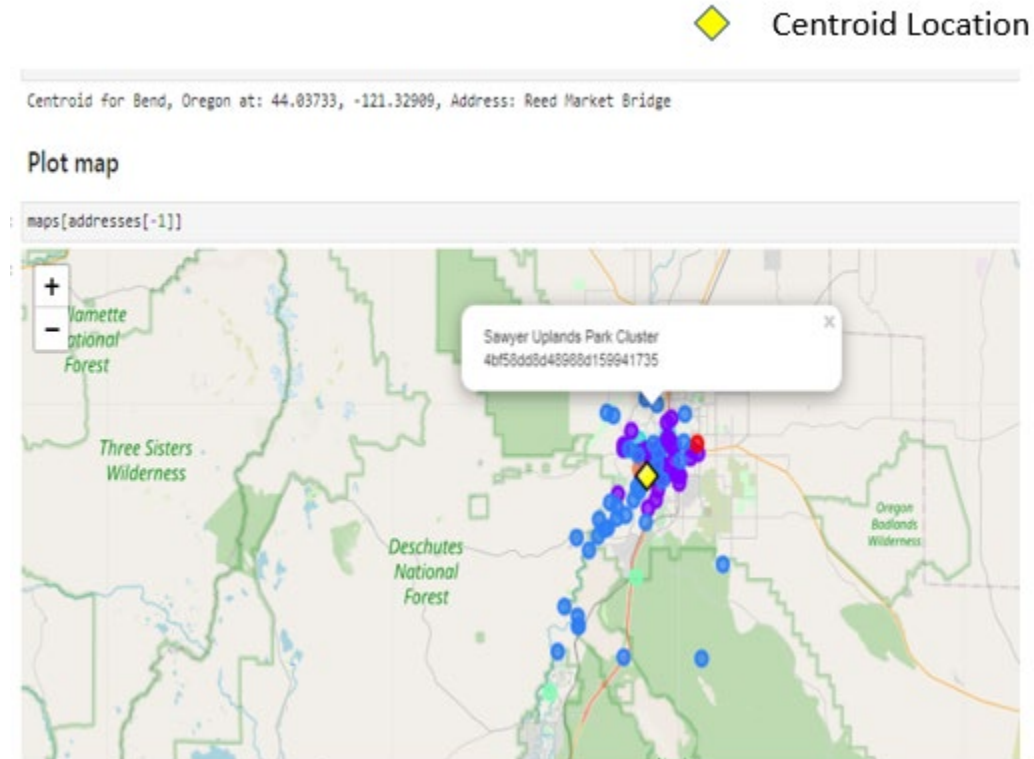 Centroid Location
Centroid for Bend, Oregon at: 44.03733, -121.32909, Address: Reed Market Bridge
Plot map
maps[addresses[-1]]
+
−
lamette
ational
Forest
Sawyer Uplands Park Cluster
4bf58dd8d48988d159941735
×
Three Sisters
Wilderness
Oregon
Badlands
Wilderness
Deschutes
National
Forest